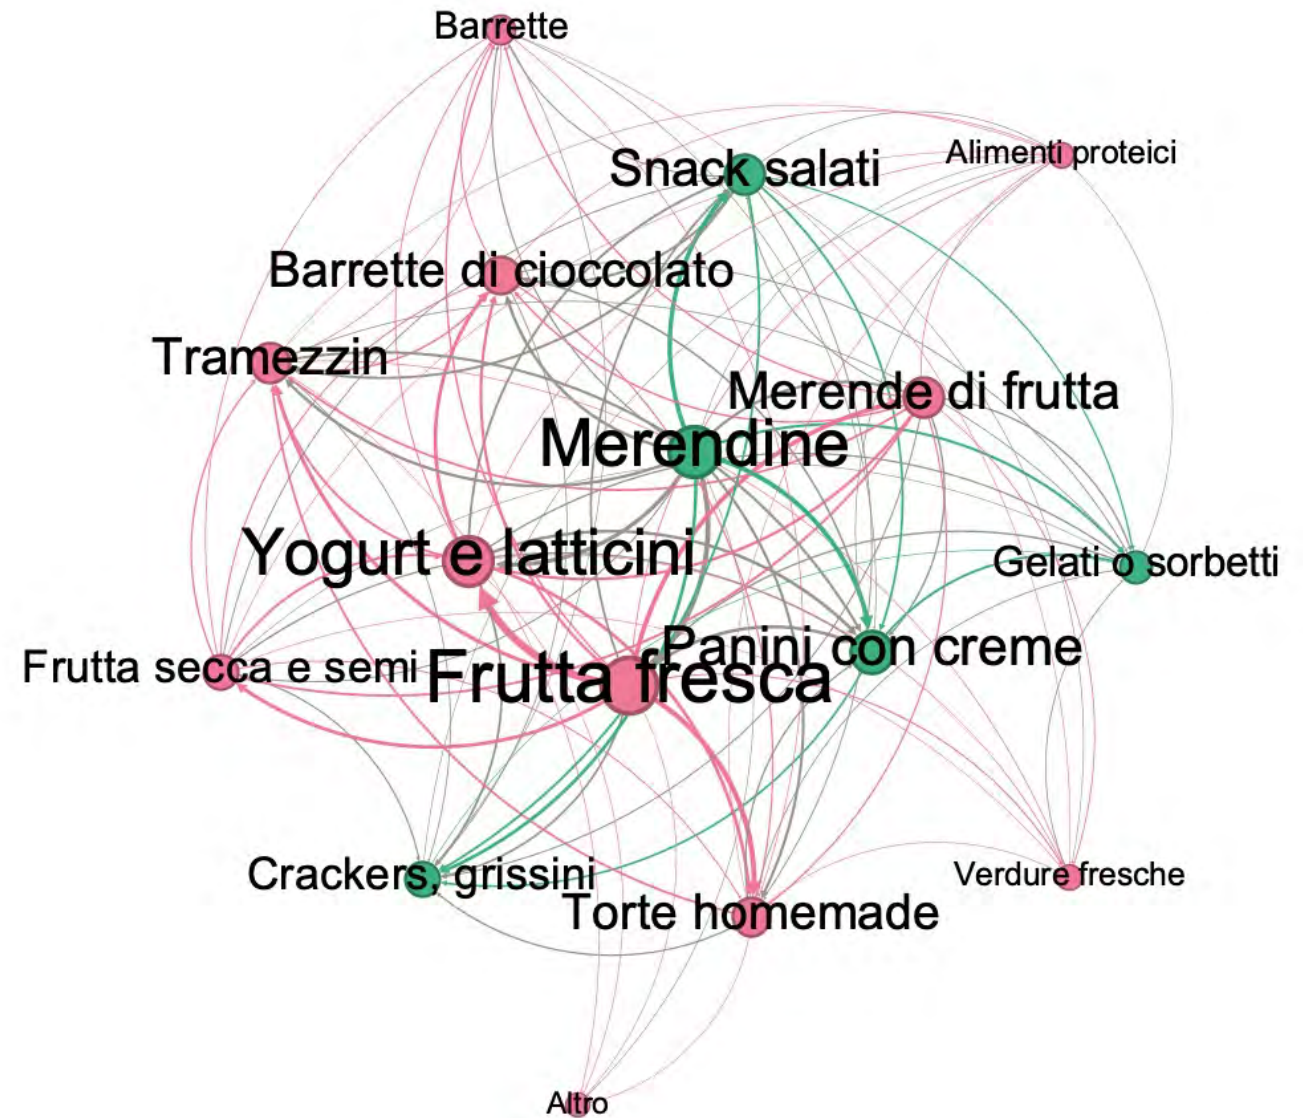 Barrette
Alimenti proteici
Snack salati
Barrette di cioccolato
Tramezzin
Merende di frutta
Merendine
Yogurt e latticini
Gelati o sorbetti
Panini con creme
Frutta secca e semi
Frutta fresca
Crackers, grissini
Verdure fresche
Torte homemade
Altro